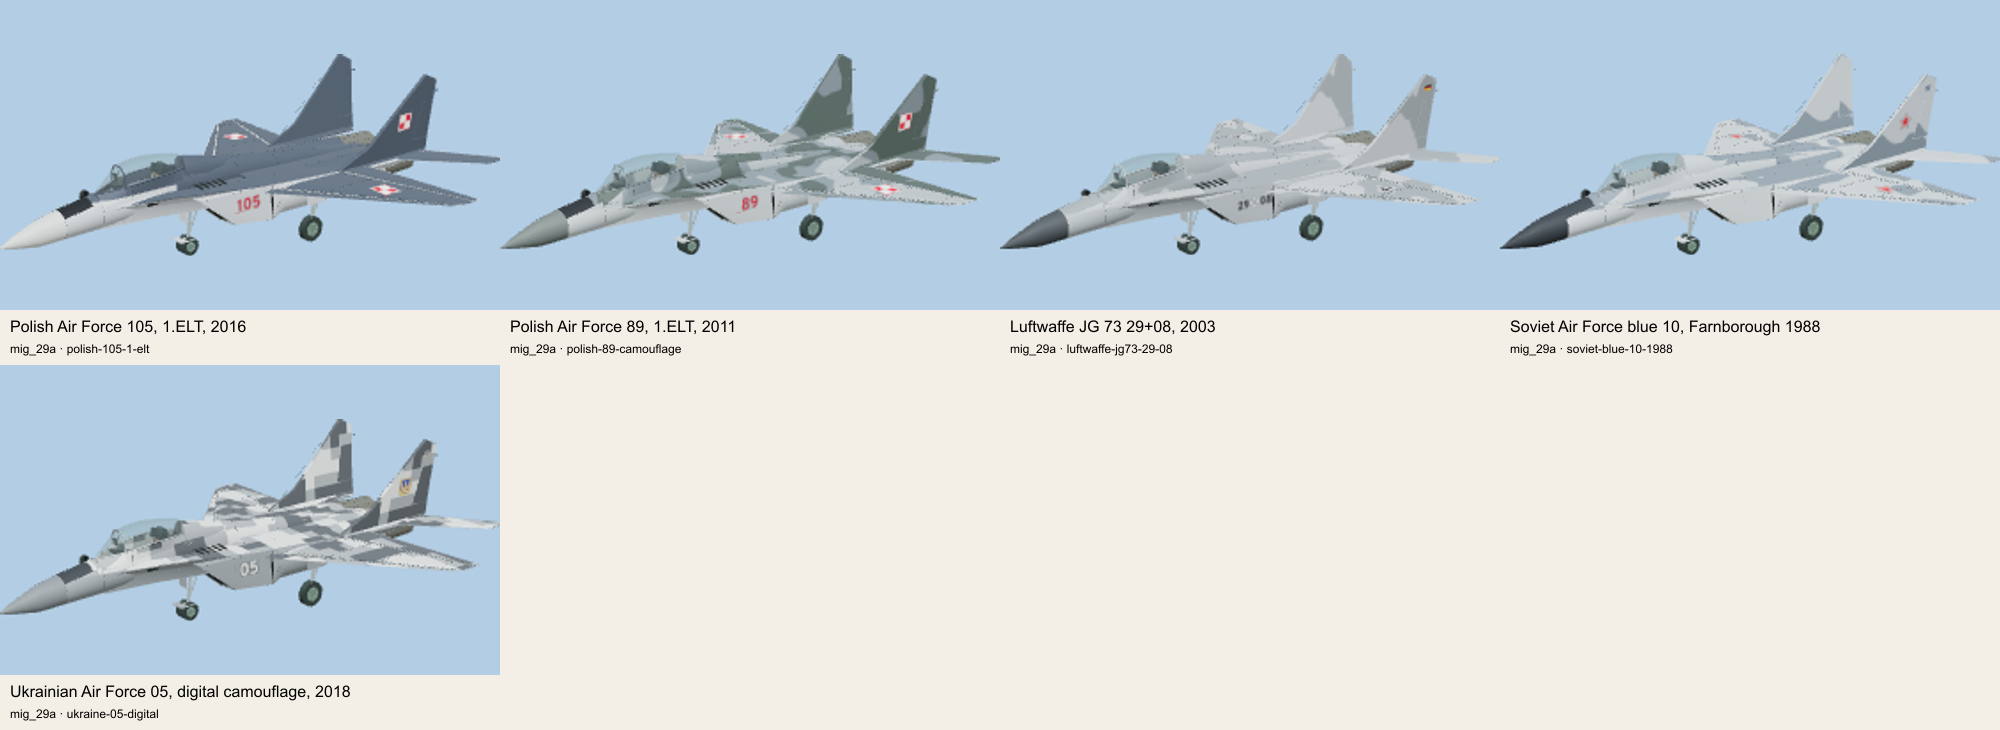 105
89
29 08
05
Polish Air Force 105, 1.ELT, 2016
mig_29a · polish-105-1-elt
Polish Air Force 89, 1.ELT, 2011
mig_29a · polish-89-camouflage
Luftwaffe JG 73 29+08, 2003
mig_29a · luftwaffe-jg73-29-08
Soviet Air Force blue 10, Farnborough 1988
mig_29a · soviet-blue-10-1988
Ukrainian Air Force 05, digital camouflage, 2018
mig_29a · ukraine-05-digital